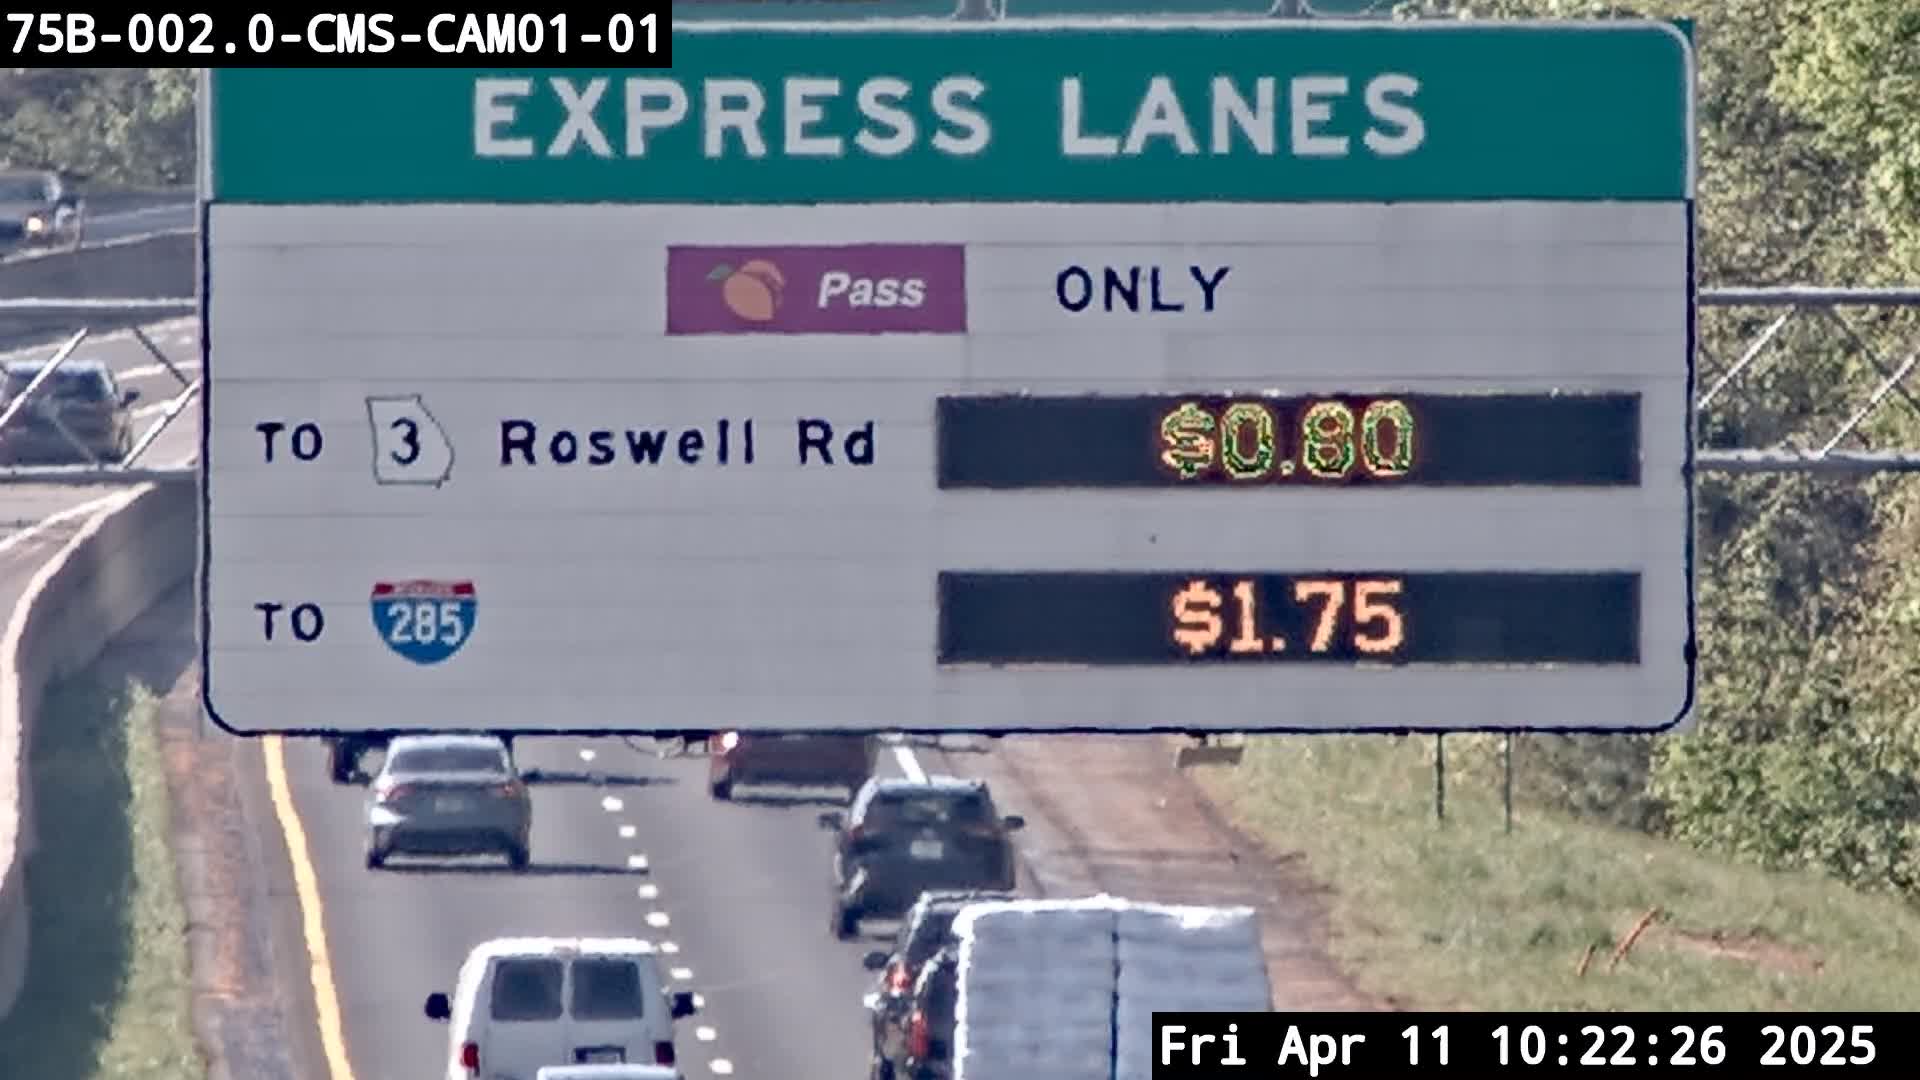 75B-002.0-CMS-CAM01-01
EXPRESS LANES
Pass ONLY
TO 3 Roswell Rd $0.80
TO 285 $1.75
Fri Apr 11 10:22:26 2025